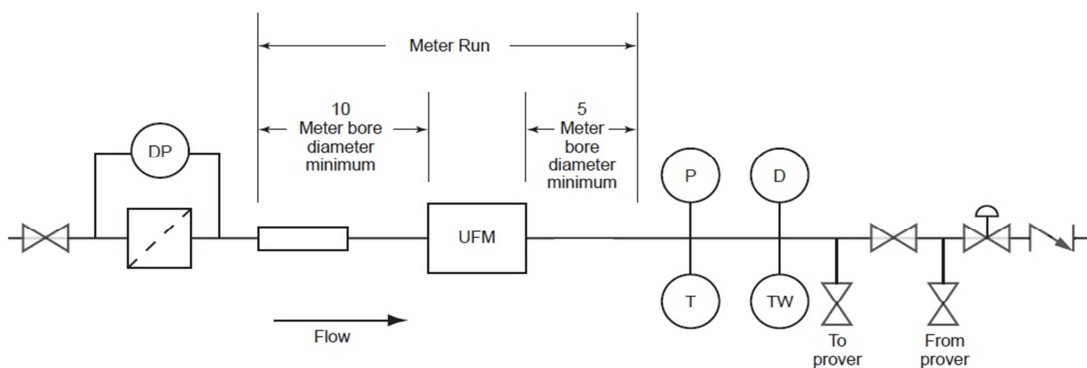 Meter Run
10
Meter bore
diameter
minimum
5
Meter
bore
diameter
minimum
DP
P
D
UFM
T
TW
Flow
To
prover
From
prover